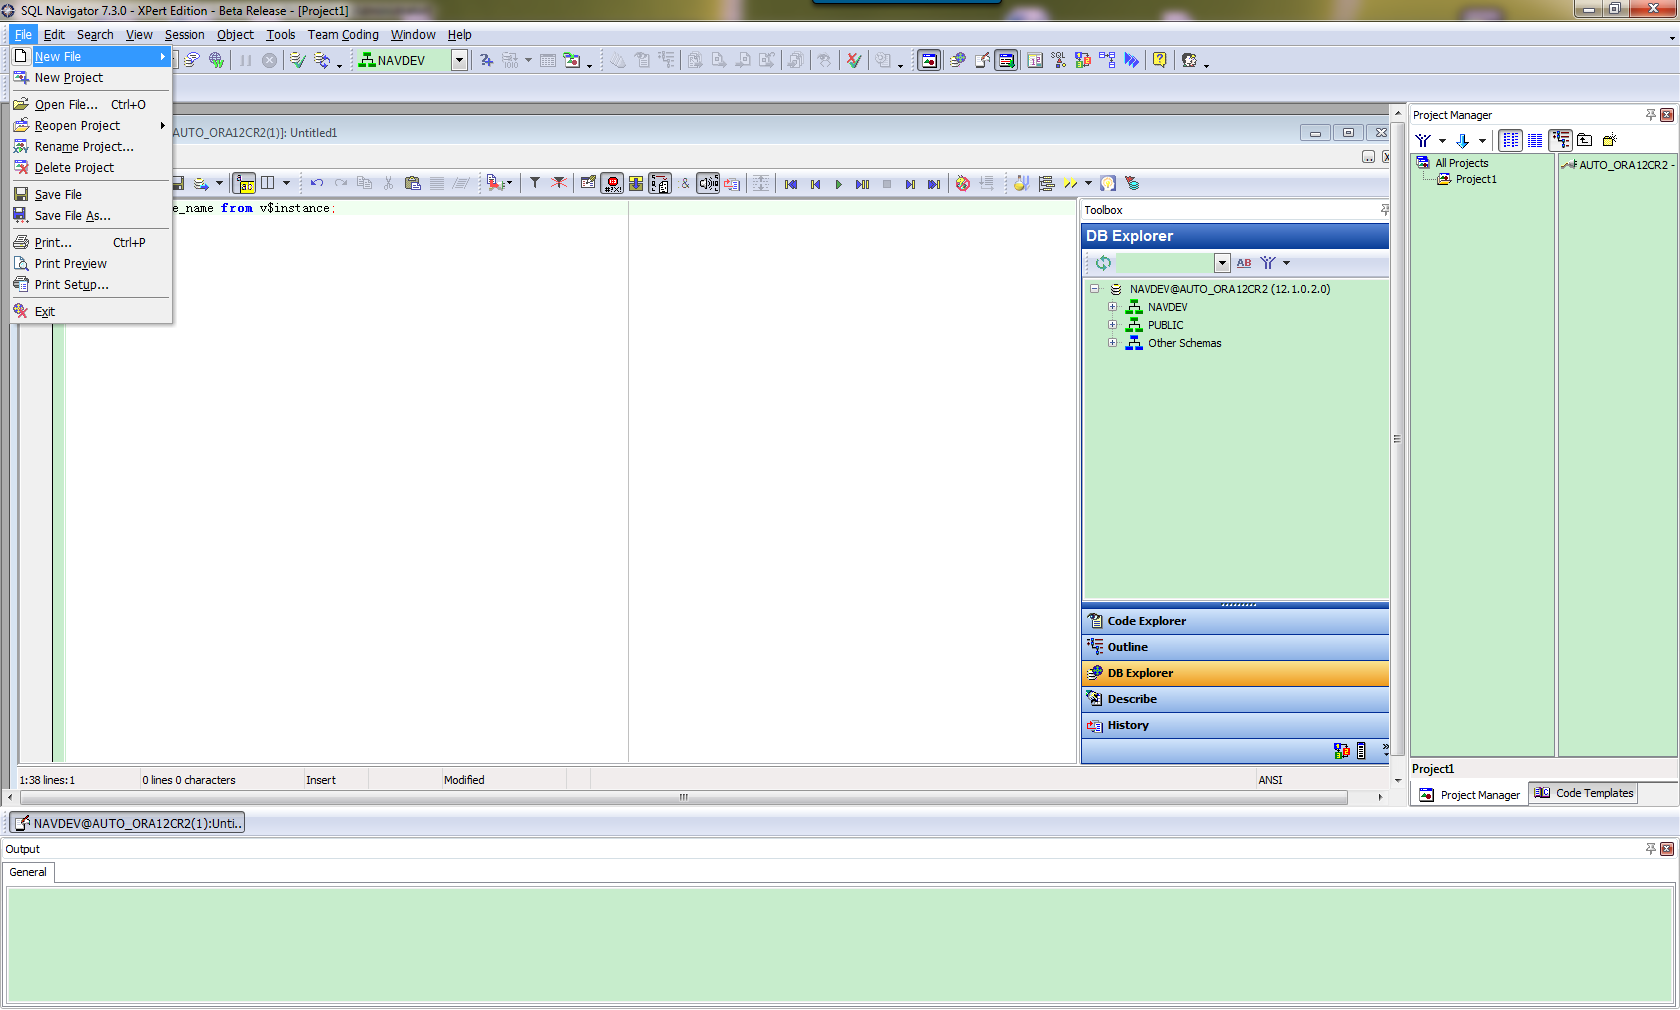 SQL Navigator 7.3.0 - XPert Edition - Beta Release - [Project1]
File Edit Search View Session Object Tools Team Coding Window Help
New File
NAVDEV
New Project
Open File... Ctrl+O
Reopen Project
Rename Project...
Delete Project
Save File
Save File As...
Print... Ctrl+P
Print Preview
Print Setup...
Exit
AUTO_ORA12CR2(1)]: Untitled1
e_name from v$instance;
Toolbox
DB Explorer
AB
NAVDEV@AUTO_ORA12CR2 (12.1.0.2.0)
NAVDEV
PUBLIC
Other Schemas
Code Explorer
Outline
DB Explorer
Describe
History
Project Manager
All Projects
Project1
AUTO_ORA12CR2 -
Project1
Project Manager Code Templates
1:38 lines:1 0 lines 0 characters Insert Modified ANSI
NAVDEV@AUTO_ORA12CR2(1):Unti..
Output
General